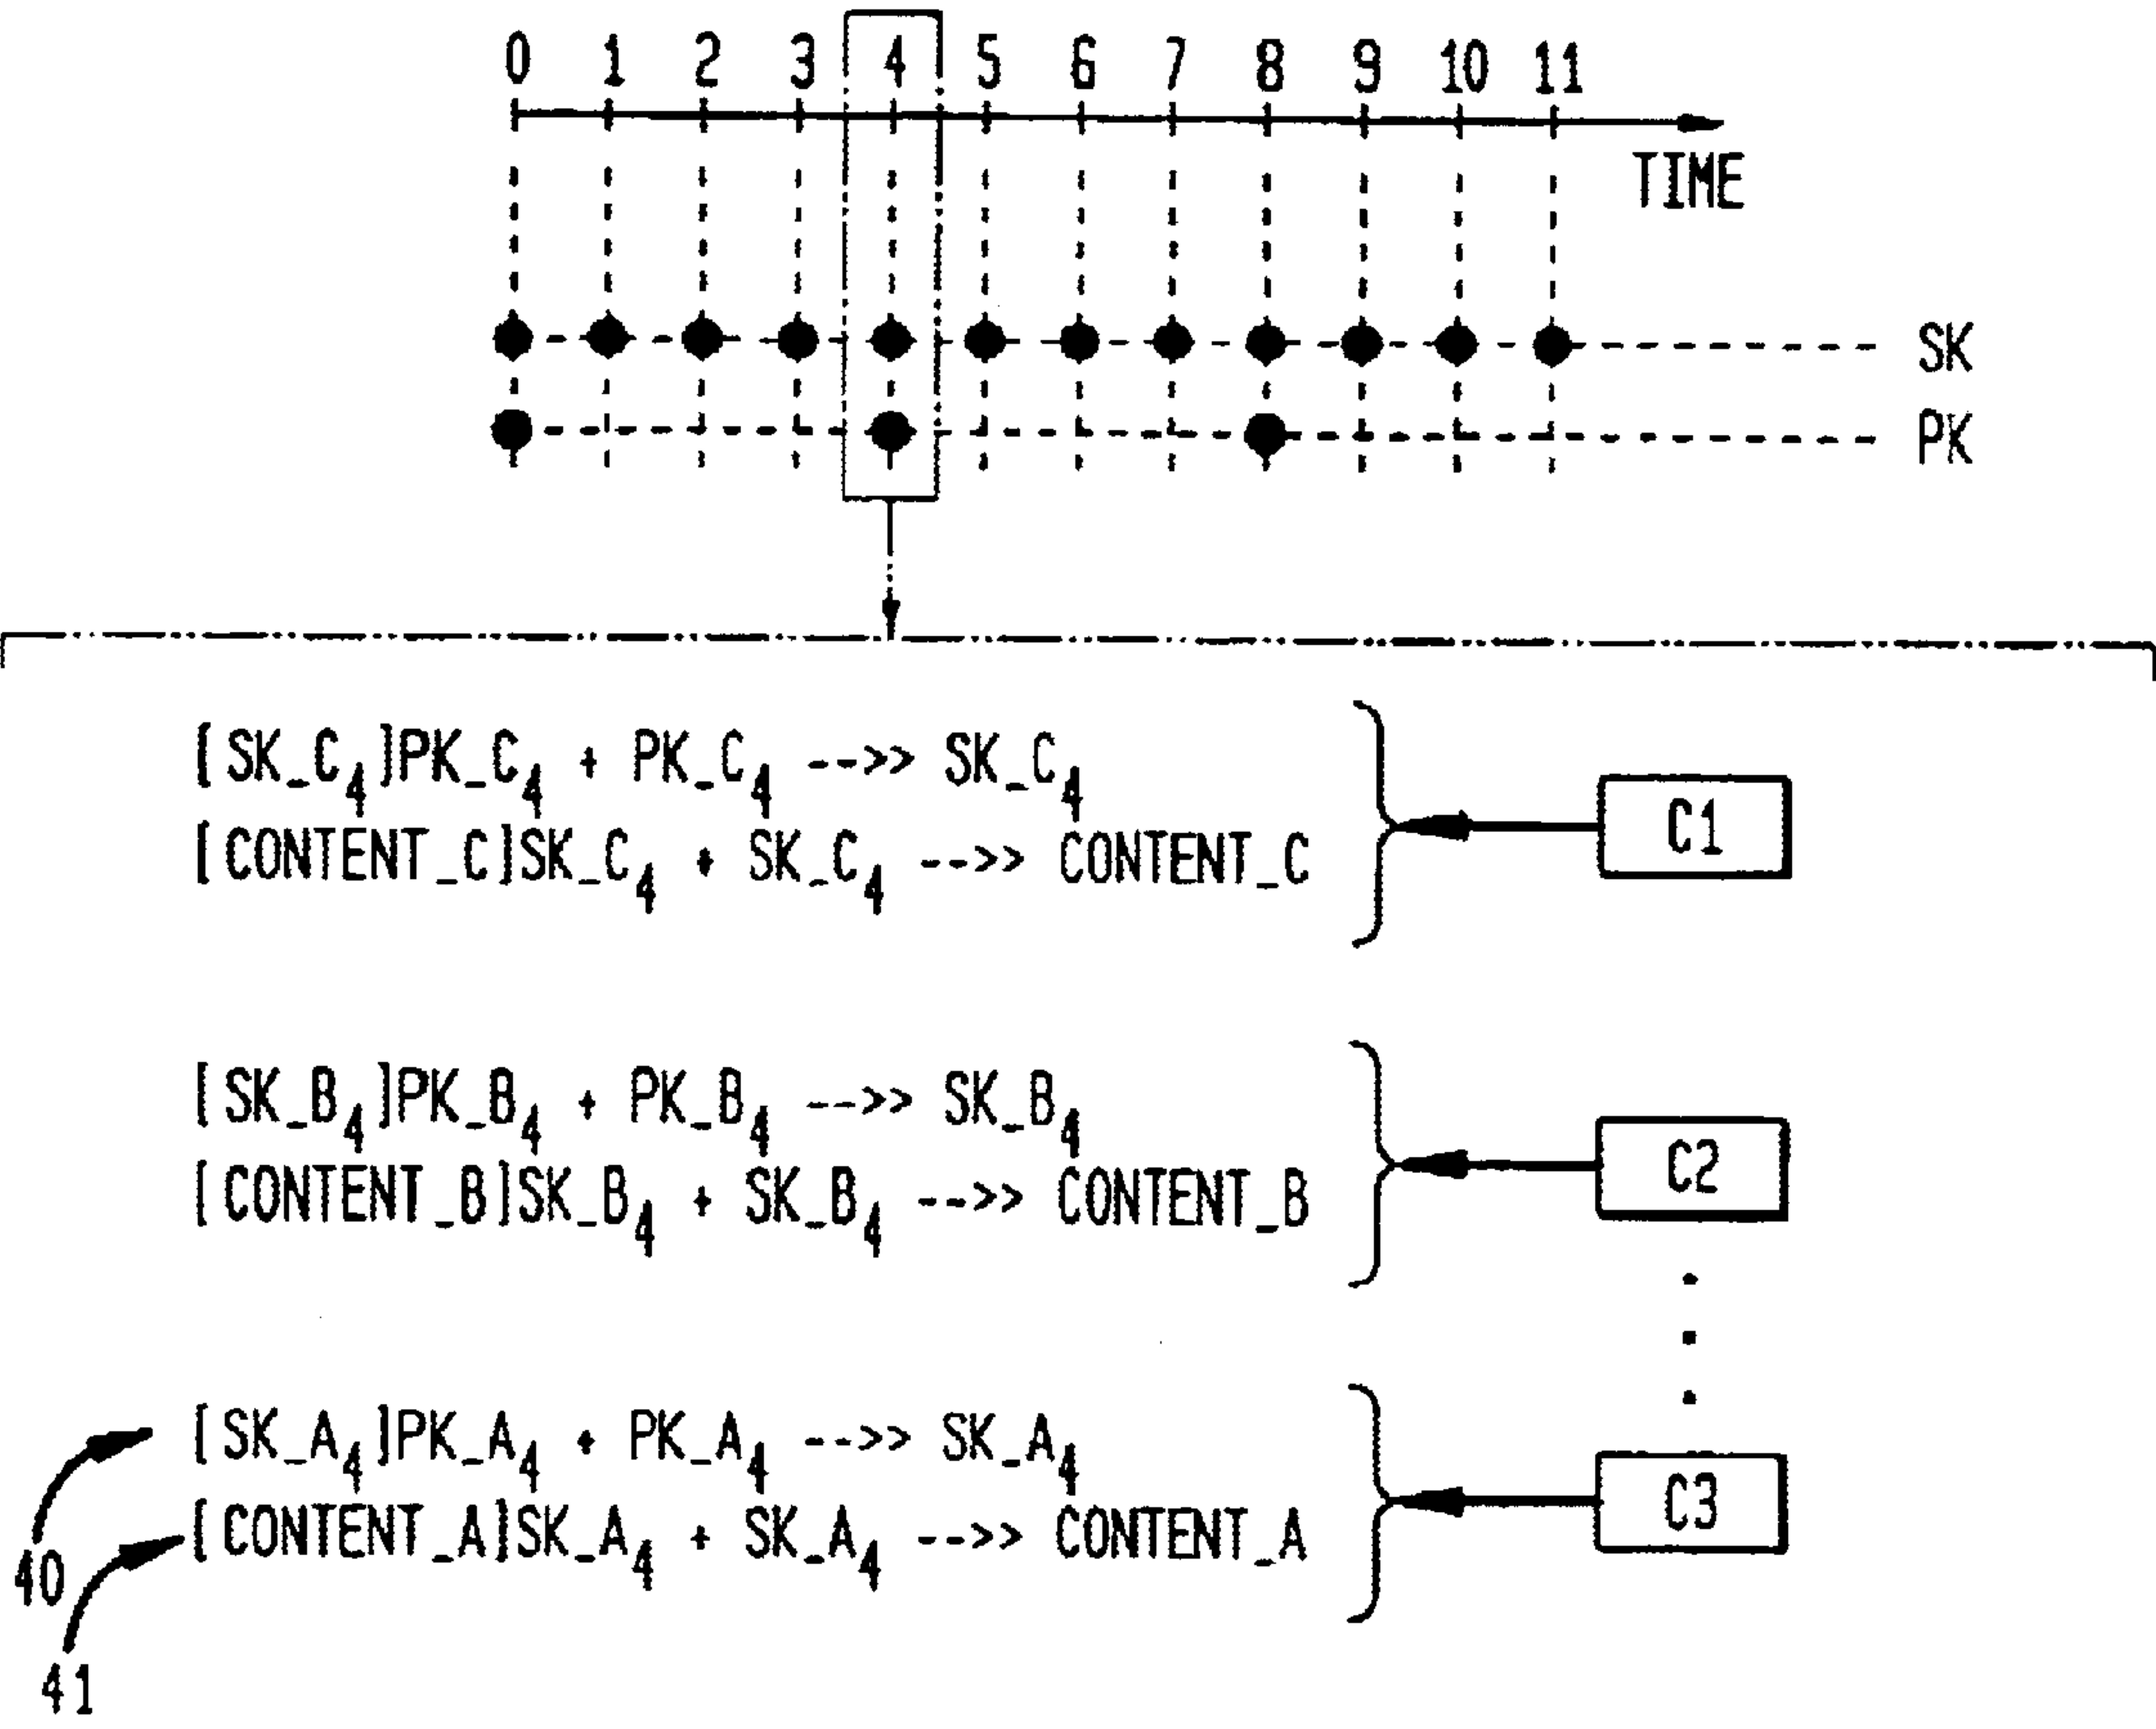 0 1 2 3 4 5 6 7 8 9 10 11
TIME
SK
PK
[SK_C4]PK_C4 + PK_C4 -->> SK_C4
[CONTENT_C]SK_C4 + SK_C4 -->> CONTENT_C
C1
[SK_B4]PK_B4 + PK_B4 -->> SK_B4
[CONTENT_B]SK_B4 + SK_B4 -->> CONTENT_B
C2
[SK_A4]PK_A4 + PK_A4 -->> SK_A4
[CONTENT_A]SK_A4 + SK_A4 -->> CONTENT_A
C3
40
41